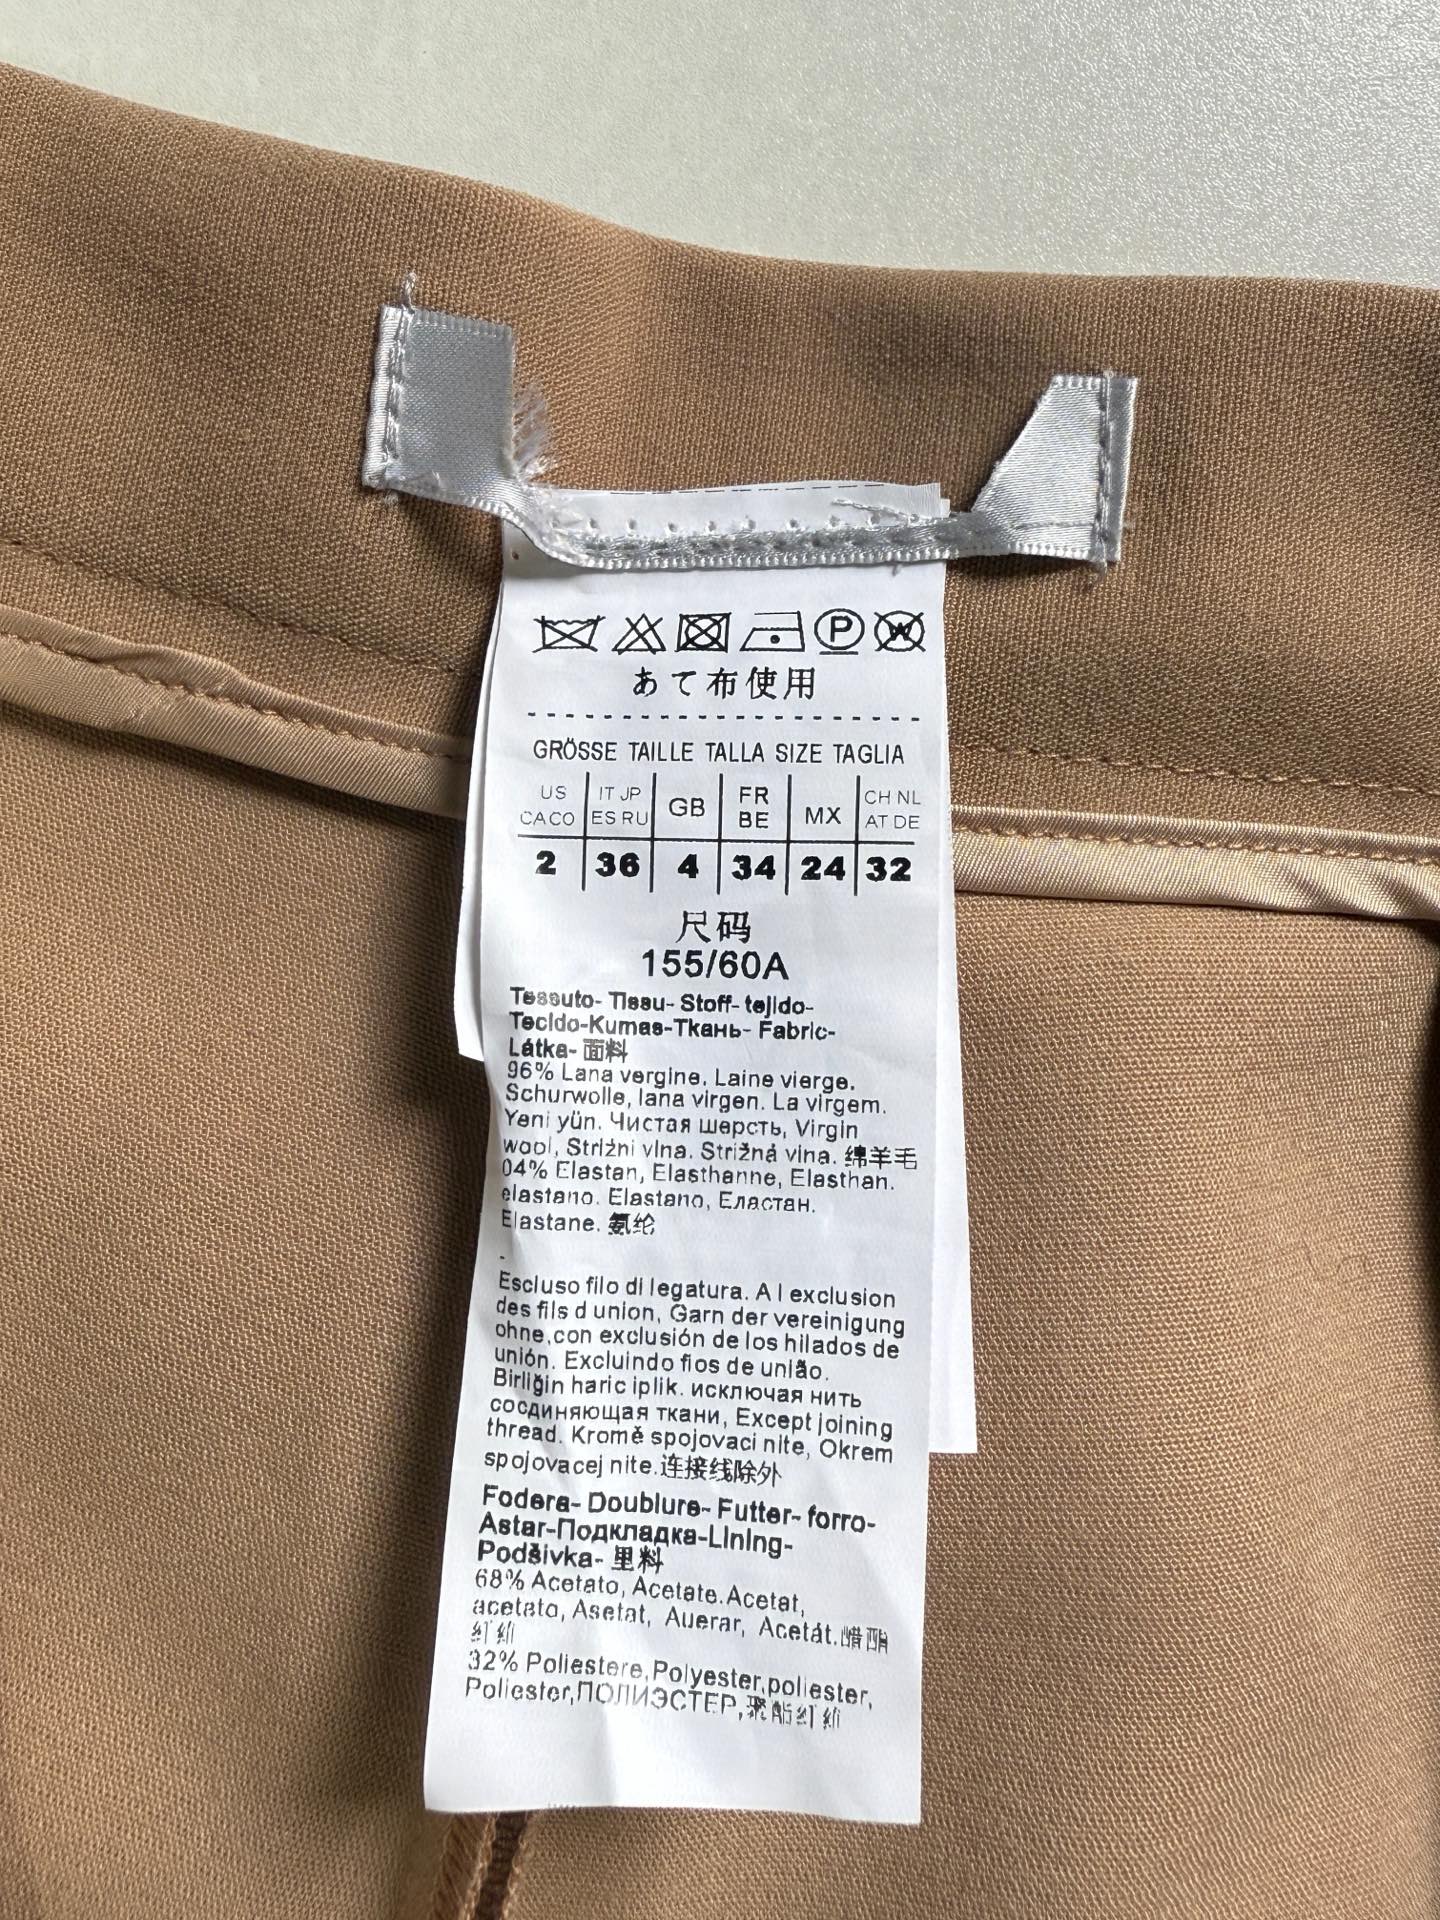 P W
あて布使用
GRÖSSE TAILLE TALLA SIZE TAGLIA
US CA CO IT JP ES RU GB FR BE MX CH NL AT DE
2 36 4 34 24 32
尺码
155/60A
Tessuto- Tissu- Stoff- tejido-
Tecido-Kumas-Ткань- Fabric-
Látka- 面料
96% Lana vergine. Laine vierge.
Schurwolle, lana virgen. La virgem.
Yeni yün. Чистая шерсть, Virgin
wool, Strižni vlna. Strižná vlna. 绵羊毛
04% Elastan, Elasthanne, Elasthan.
elastano. Elastano, Еластан.
Elastane. 氨纶
-
Escluso filo di legatura. A l exclusion
des fils d union, Garn der vereinigung
ohne,con exclusión de los hilados de
unión. Excluindo fios de união.
Birliğin haric iplik. исключая нить
соединяющая ткани, Except joining
thread. Kromě spojovaci nite, Okrem
spojovacej nite.连接线除外
Fodera- Doublure- Futter- forro-
Astar-Подкладка-Lining-
Podšivka- 里料
68% Acetato, Acetate.Acetat,
acetato, Asetat, Auerar, Acetát.醋酯
纤维
32% Poliestere,Polyester,poliester,
Poliester,ПОЛИЭСТЕР,聚酯纤维